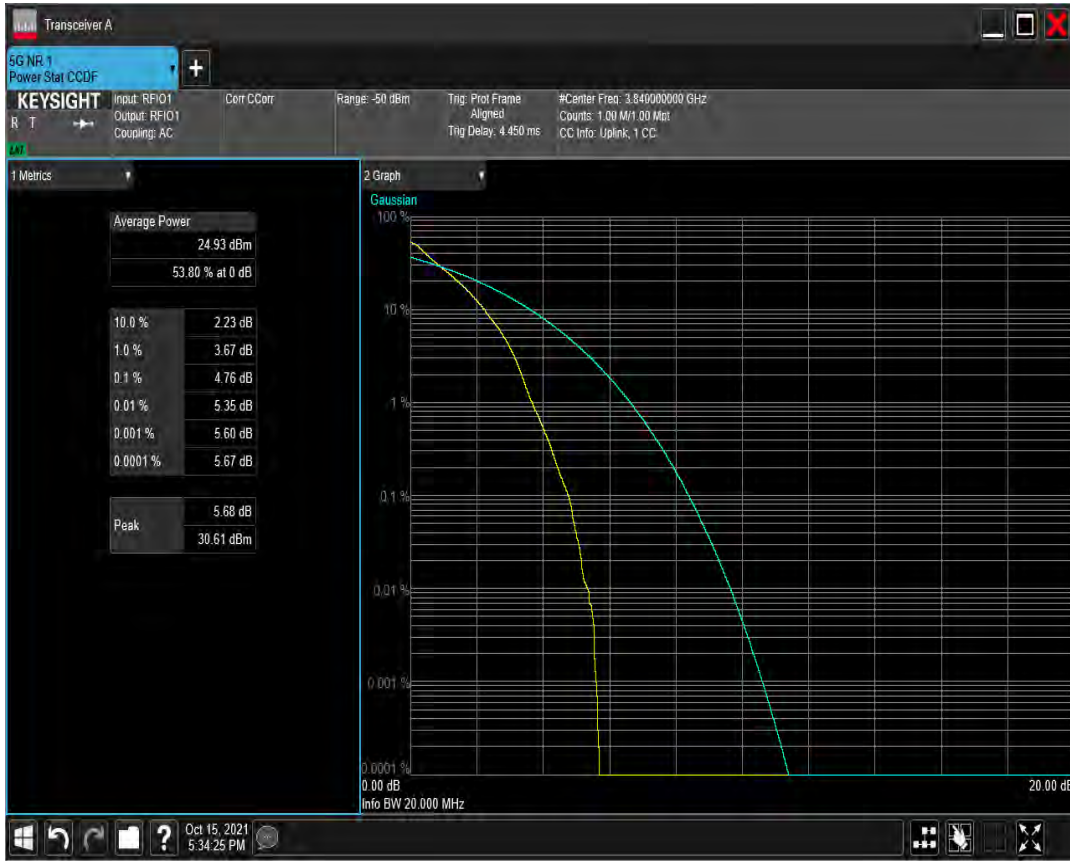 Transceiver A
5G NR 1
Power Stat CCDF
+
KEYSIGHT
R T
LXI
Input: RFIO1
Output: RFIO1
Coupling: AC
Corr CCorr
Range: -50 dBm
Trig: Prot Frame
Aligned
Trig Delay: 4.450 ms
#Center Freq: 3.840000000 GHz
Counts: 1.00 M/1.00 Mpt
CC Info: Uplink, 1 CC
1 Metrics
Average Power
24.93 dBm
53.80 % at 0 dB
10.0 % 2.23 dB
1.0 % 3.67 dB
0.1 % 4.76 dB
0.01 % 5.35 dB
0.001 % 5.60 dB
0.0001 % 5.67 dB
Peak 5.68 dB
30.61 dBm
2 Graph
Gaussian
100 %
10 %
1 %
0.1 %
0.01 %
0.001 %
0.0001 %
0.00 dB
20.00 dB
Info BW 20.000 MHz
?
Oct 15, 2021
5:34:25 PM